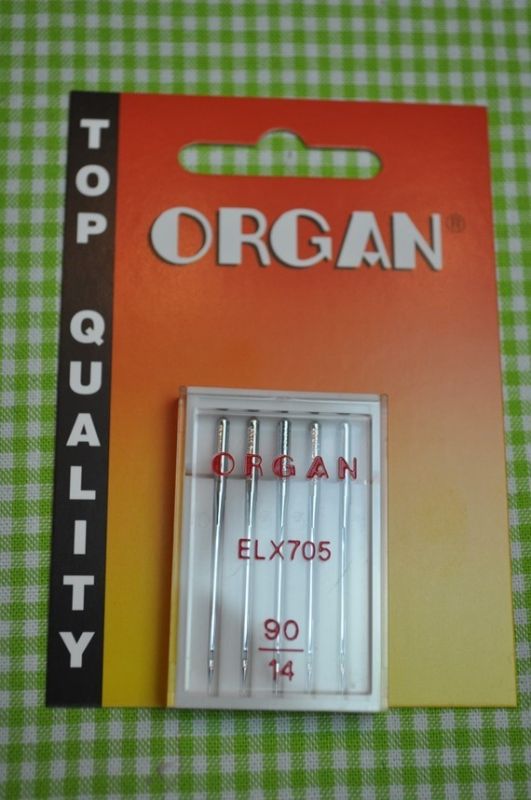 TOP QUALITY
ORGAN®
ORGAN
ELX705
90
14